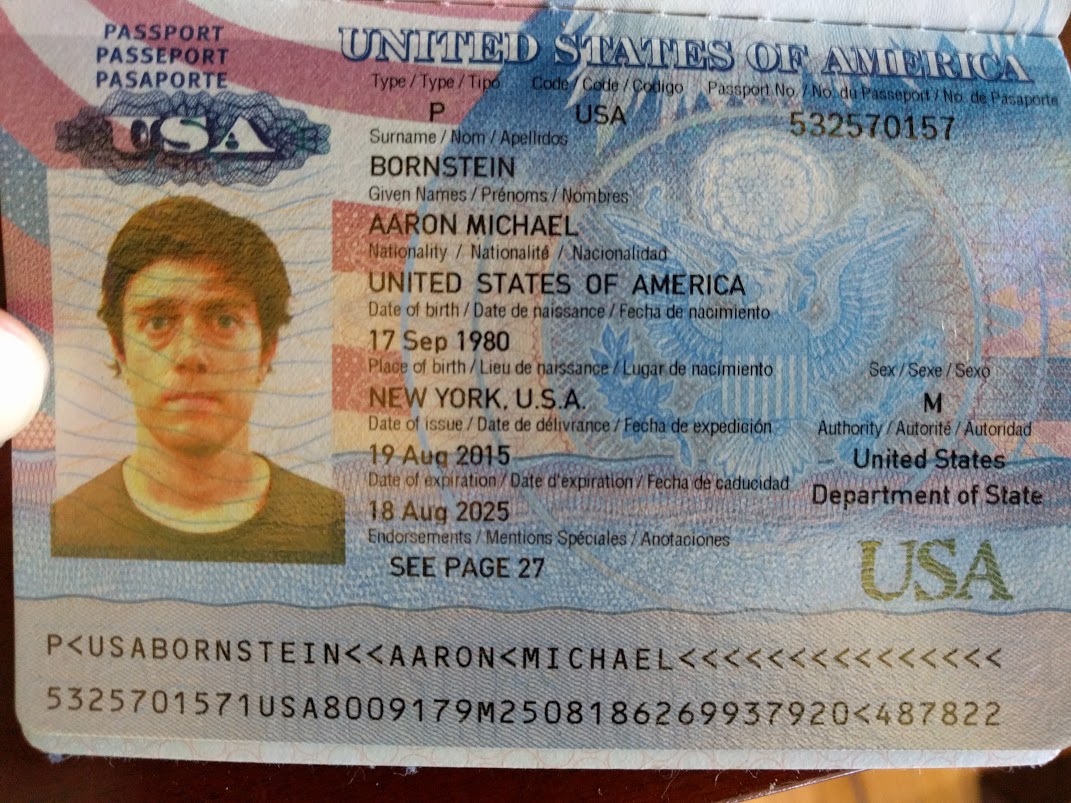 PASSPORT
PASSEPORT
PASAPORTE
USA
UNITED STATES OF AMERICA
Type / Type / Tipo Code / Code / Codigo Passport No. / No. du Passeport / No. de Pasaporte
P USA 532570157
Surname / Nom / Apellidos
BORNSTEIN
Given Names / Prénoms / Nombres
AARON MICHAEL
Nationality / Nationalité / Nacionalidad
UNITED STATES OF AMERICA
Date of birth / Date de naissance / Fecha de nacimiento
17 Sep 1980
Place of birth / Lieu de naissance / Lugar de nacimiento Sex / Sexe / Sexo
NEW YORK, U.S.A. M
Date of issue / Date de délivrance / Fecha de expedición Authority / Autorité / Autoridad
19 Aug 2015 United States
Date of expiration / Date d'expiration / Fecha de caducidad Department of State
18 Aug 2025
Endorsements / Mentions Spéciales / Anotaciones
SEE PAGE 27
USA
P<USABORNSTEIN<<AARON<MICHAEL<<<<<<<<<<<<<<<
5325701571USA8009179M2508186269937920<487822